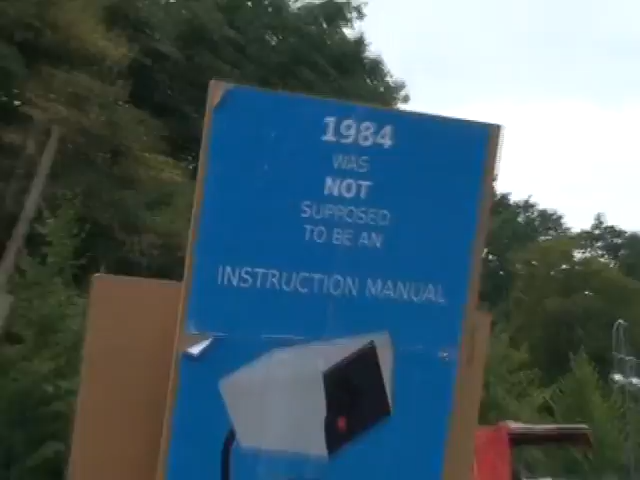 1984
WAS
NOT
SUPPOSED
TO BE AN
INSTRUCTION MANUAL